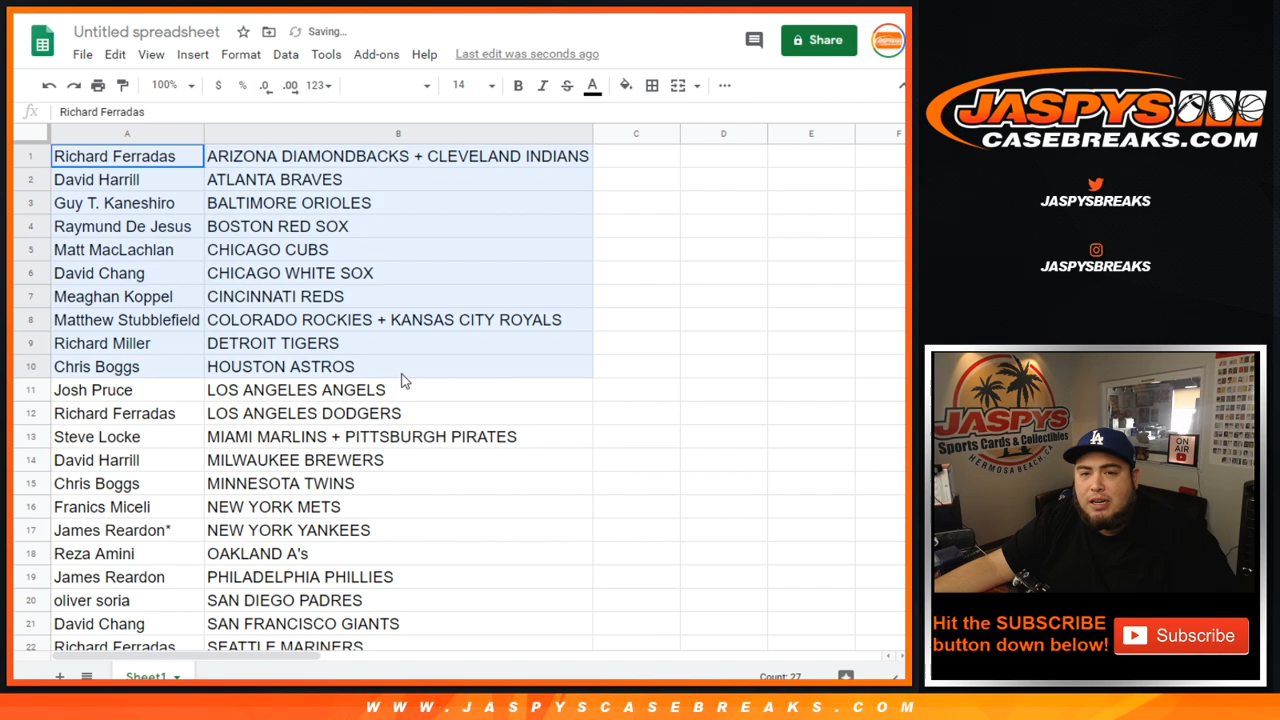 Untitled spreadsheet
Saving...
File Edit View Insert Format Data Tools Add-ons Help Last edit was seconds ago
Share
100% $ % .0 .00 123 14 B I S A
fx Richard Ferradas
A B C D E F
1 Richard Ferradas ARIZONA DIAMONDBACKS + CLEVELAND INDIANS
2 David Harrill ATLANTA BRAVES
3 Guy T. Kaneshiro BALTIMORE ORIOLES
4 Raymund De Jesus BOSTON RED SOX
5 Matt MacLachlan CHICAGO CUBS
6 David Chang CHICAGO WHITE SOX
7 Meaghan Koppel CINCINNATI REDS
8 Matthew Stubblefield COLORADO ROCKIES + KANSAS CITY ROYALS
9 Richard Miller DETROIT TIGERS
10 Chris Boggs HOUSTON ASTROS
11 Josh Pruce LOS ANGELES ANGELS
12 Richard Ferradas LOS ANGELES DODGERS
13 Steve Locke MIAMI MARLINS + PITTSBURGH PIRATES
14 David Harrill MILWAUKEE BREWERS
15 Chris Boggs MINNESOTA TWINS
16 Franics Miceli NEW YORK METS
17 James Reardon* NEW YORK YANKEES
18 Reza Amini OAKLAND A's
19 James Reardon PHILADELPHIA PHILLIES
20 oliver soria SAN DIEGO PADRES
21 David Chang SAN FRANCISCO GIANTS
22 Richard Ferradas SEATTLE MARINERS
Sheet1
Count: 27
JASPYS
CASEBREAKS.COM
JASPYSBREAKS
JASPYSBREAKS
JASPYS
Sports Cards & Collectibles
HERMOSA BEACH, CA
ON AIR
LA
Hit the SUBSCRIBE
button down below!
Subscribe
WWW.JASPYSCASEBREAKS.COM